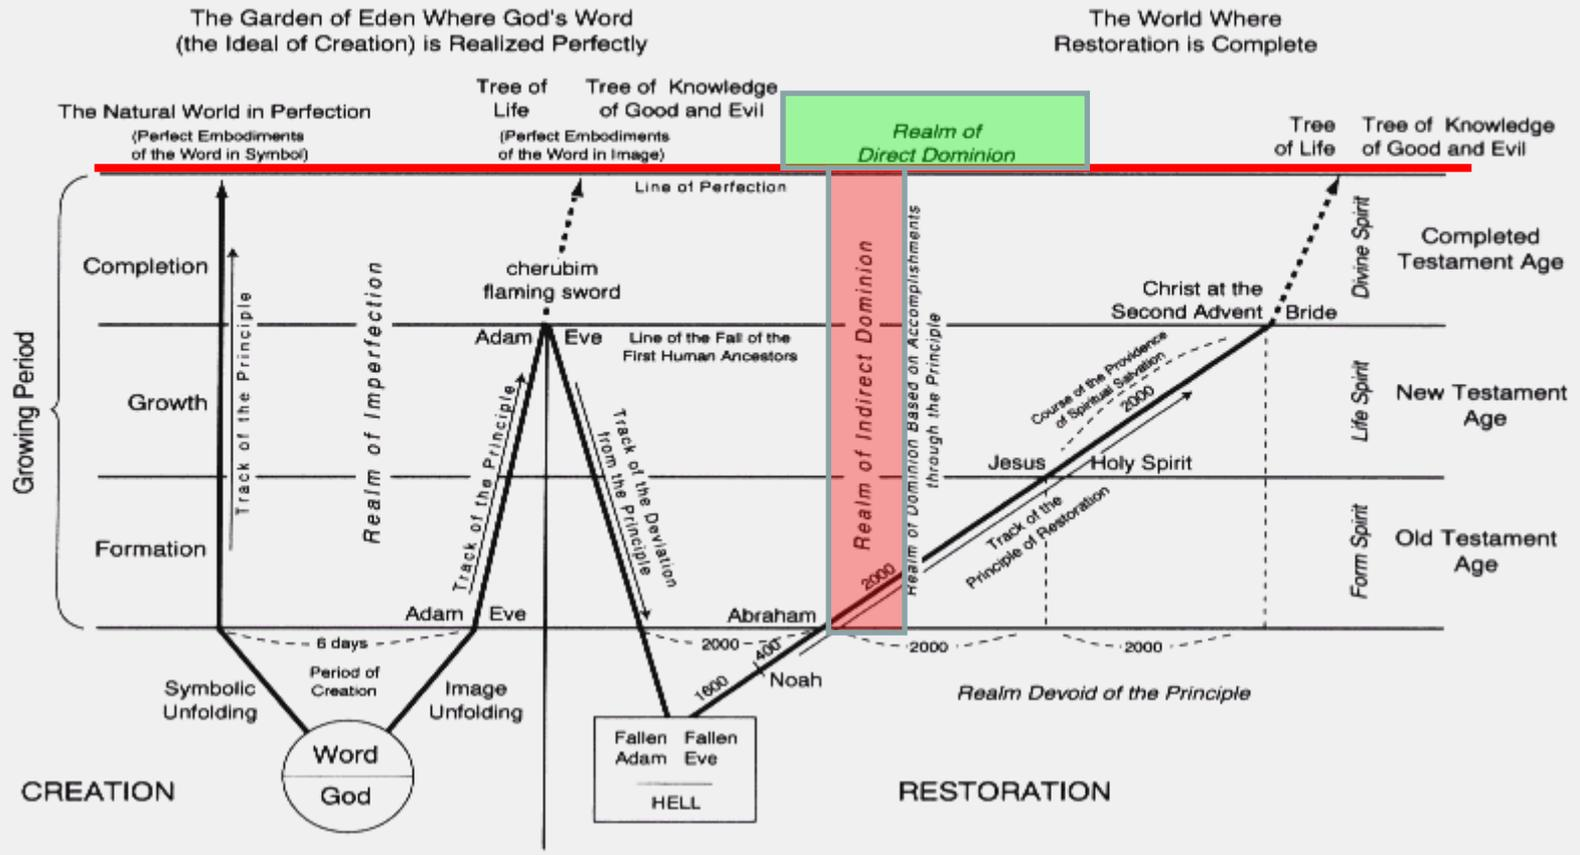 The Garden of Eden Where God's Word
(the Ideal of Creation) is Realized Perfectly
The World Where
Restoration is Complete
The Natural World in Perfection
(Perfect Embodiments
of the Word in Symbol)
Tree of
Life
Tree of Knowledge
of Good and Evil
(Perfect Embodiments
of the Word in Image)
Realm of
Direct Dominion
Tree
of Life
Tree of Knowledge
of Good and Evil
Line of Perfection
Growing Period
Completion
Growth
Formation
Track of the Principle
Realm of Imperfection
cherubim
flaming sword
Adam
Eve
Line of the Fall of the
First Human Ancestors
Track of the Principle
Track of the Deviation
from the Principle
Realm of Indirect Dominion
Realm of Dominion Based on Accomplishments
through the Principle
Christ at the
Second Advent
Bride
Course of the Providence
of Spiritual Salvation
2000
Jesus
Holy Spirit
Track of the
Principle of Restoration
2000
Divine Spirit
Life Spirit
Form Spirit
Completed
Testament Age
New Testament
Age
Old Testament
Age
Adam
Eve
Abraham
6 days
2000
2000
2000
Period of
Creation
400
1600
Noah
Symbolic
Unfolding
Image
Unfolding
Realm Devoid of the Principle
Word
God
Fallen
Adam
Fallen
Eve
HELL
CREATION
RESTORATION